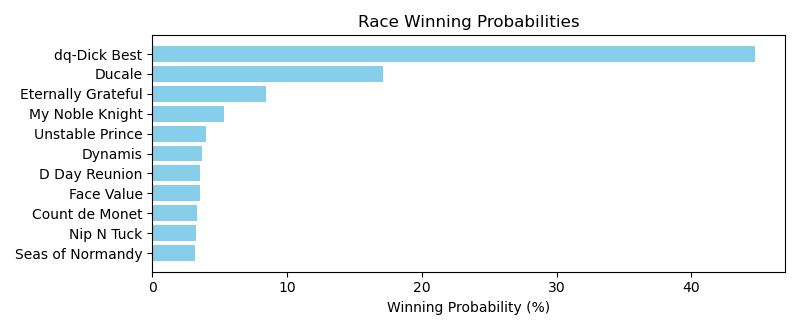 Race Winning Probabilities
dq-Dick Best
Ducale
Eternally Grateful
My Noble Knight
Unstable Prince
Dynamis
D Day Reunion
Face Value
Count de Monet
Nip N Tuck
Seas of Normandy
0 10 20 30 40
Winning Probability (%)